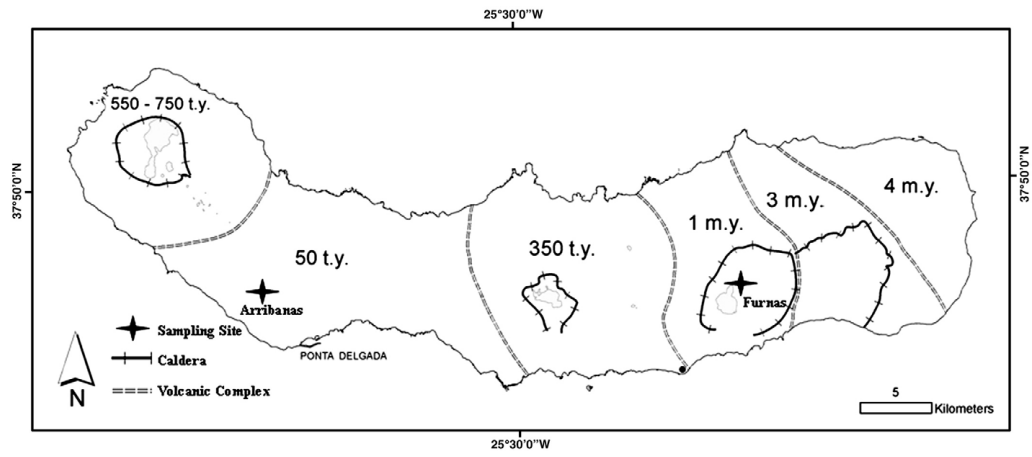 25°30'0"W
550 - 750 t.y.
37°50'0"N
37°50'0"N
4 m.y.
3 m.y.
1 m.y.
350 t.y.
50 t.y.
Arribanas
Furnas
Sampling Site
PONTA DELGADA
Caldera
Volcanic Complex
N
5
Kilometers
25°30'0"W